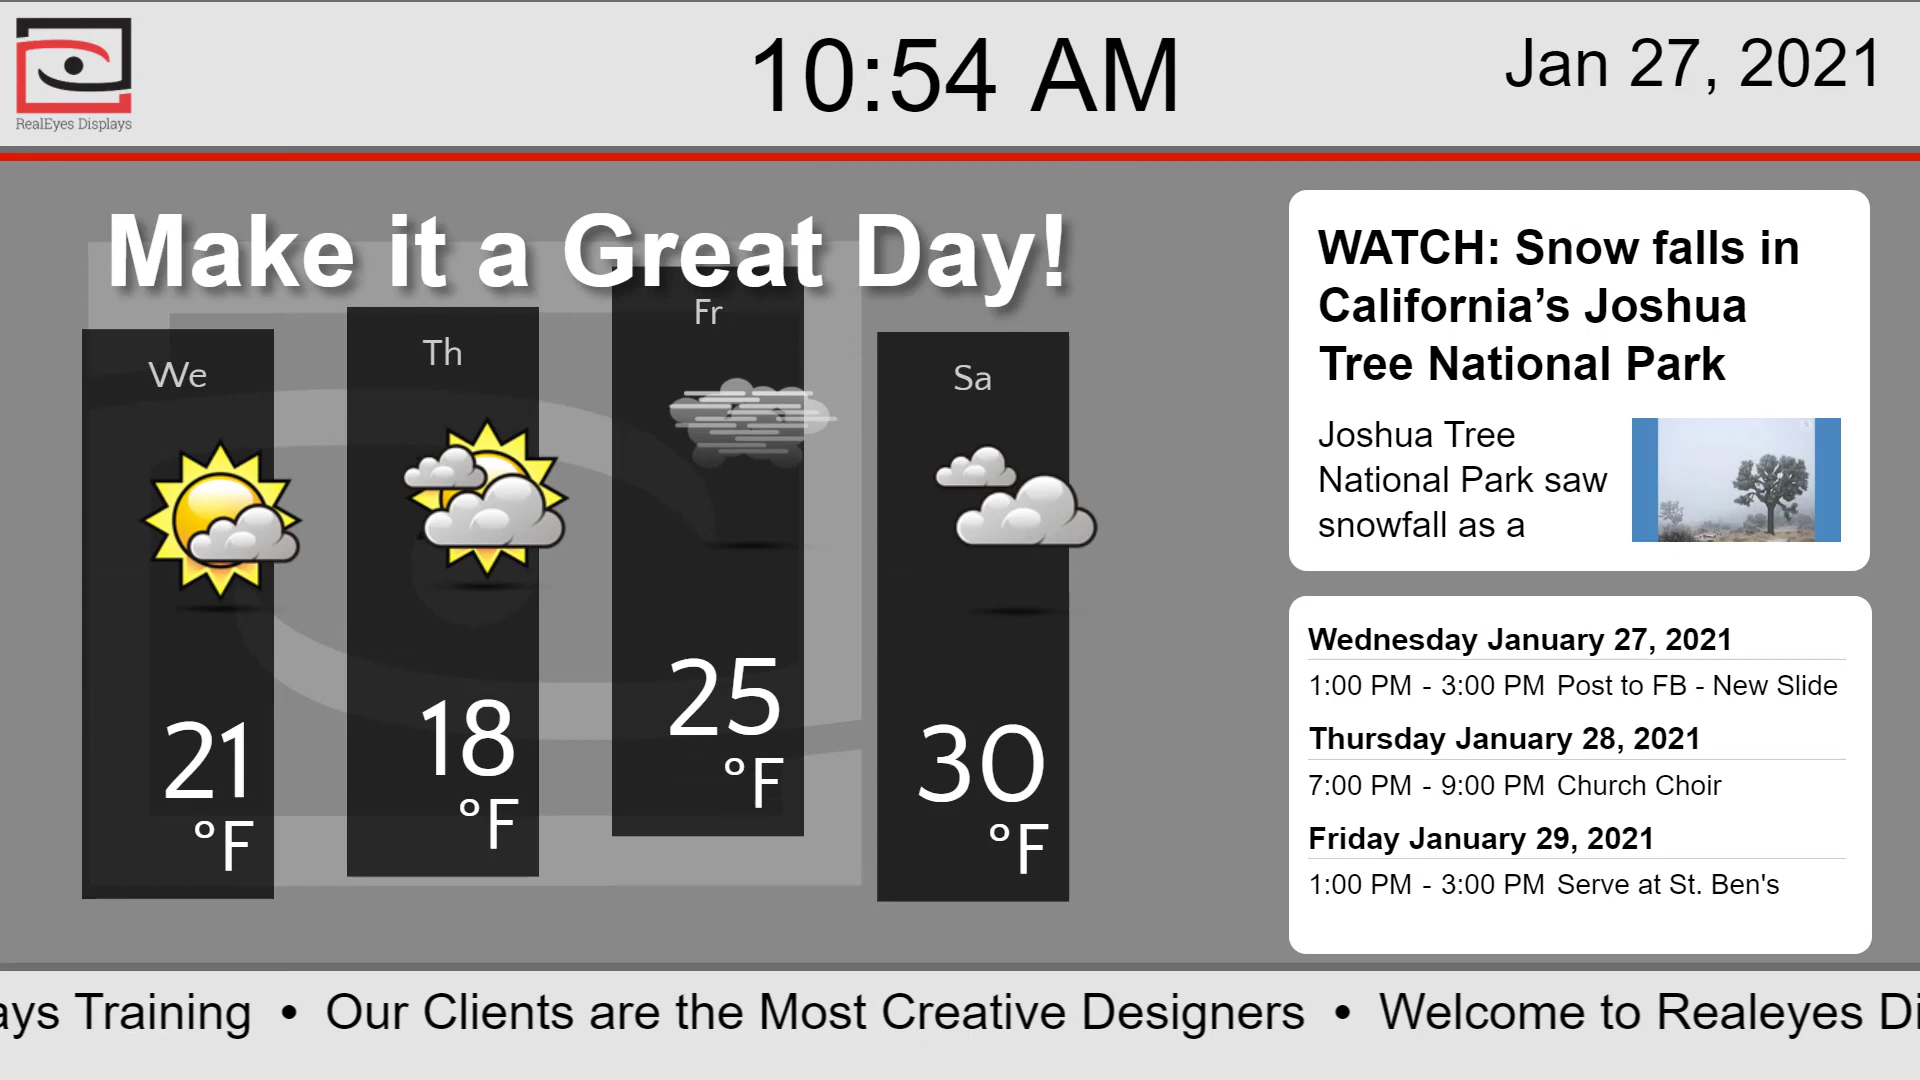 RealEyes Displays
10:54 AM
Jan 27, 2021
Make it a Great Day!
We
21
°F
Th
18
°F
Fr
25
°F
Sa
30
°F
WATCH: Snow falls in
California’s Joshua
Tree National Park
Joshua Tree
National Park saw
snowfall as a
Wednesday January 27, 2021
1:00 PM - 3:00 PM Post to FB - New Slide
Thursday January 28, 2021
7:00 PM - 9:00 PM Church Choir
Friday January 29, 2021
1:00 PM - 3:00 PM Serve at St. Ben's
ays Training • Our Clients are the Most Creative Designers • Welcome to Realeyes Di